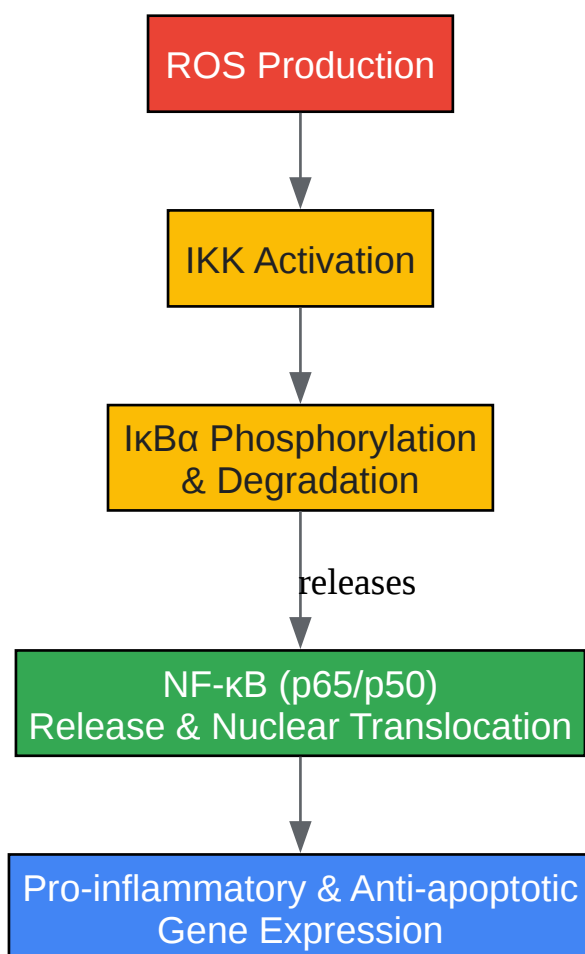 ROS Production
IKK Activation
IκBα Phosphorylation
& Degradation
releases
NF-κB (p65/p50)
Release & Nuclear Translocation
Pro-inflammatory & Anti-apoptotic
Gene Expression